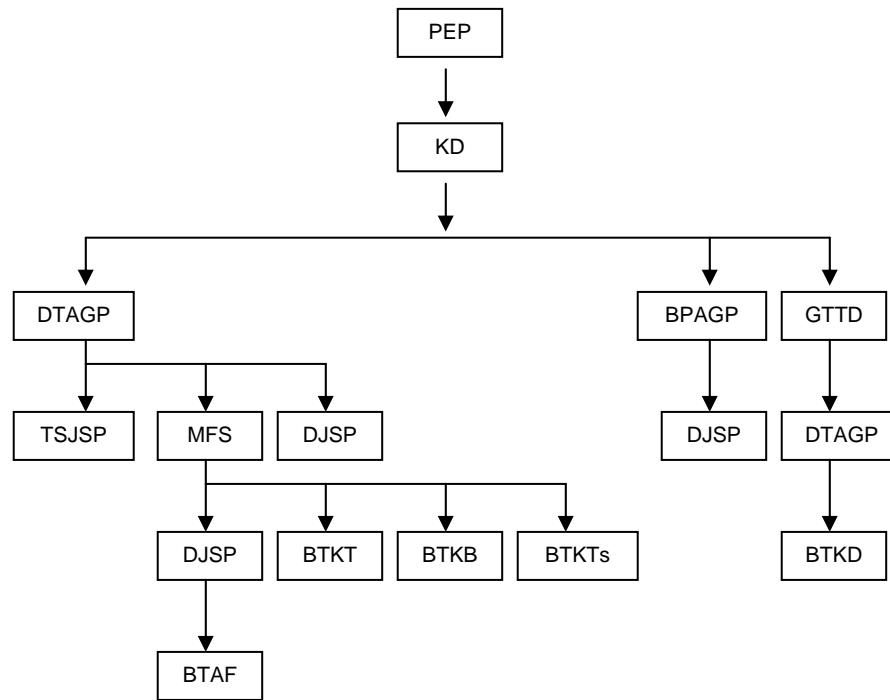 PEP
KD
DTAGP BPAGP GTTD
TSJSP MFS DJSP DJSP DTAGP
DJSP BTKT BTKB BTKTs BTKD
BTAF